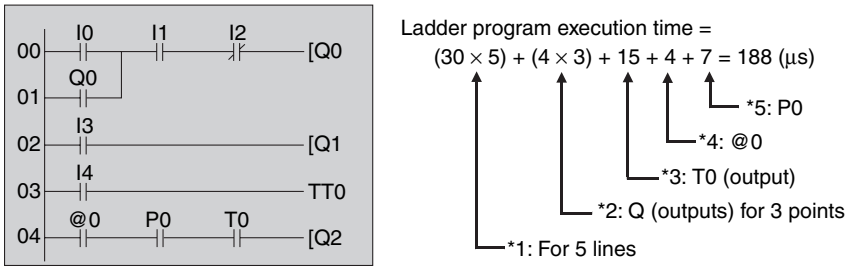 I0 I1 I2
00 [Q0
Q0
01
I3
02 [Q1
I4
03 TT0
@0 P0 T0
04 [Q2
Ladder program execution time =
(30 × 5) + (4 × 3) + 15 + 4 + 7 = 188 (μs)
*5: P0
*4: @0
*3: T0 (output)
*2: Q (outputs) for 3 points
*1: For 5 lines